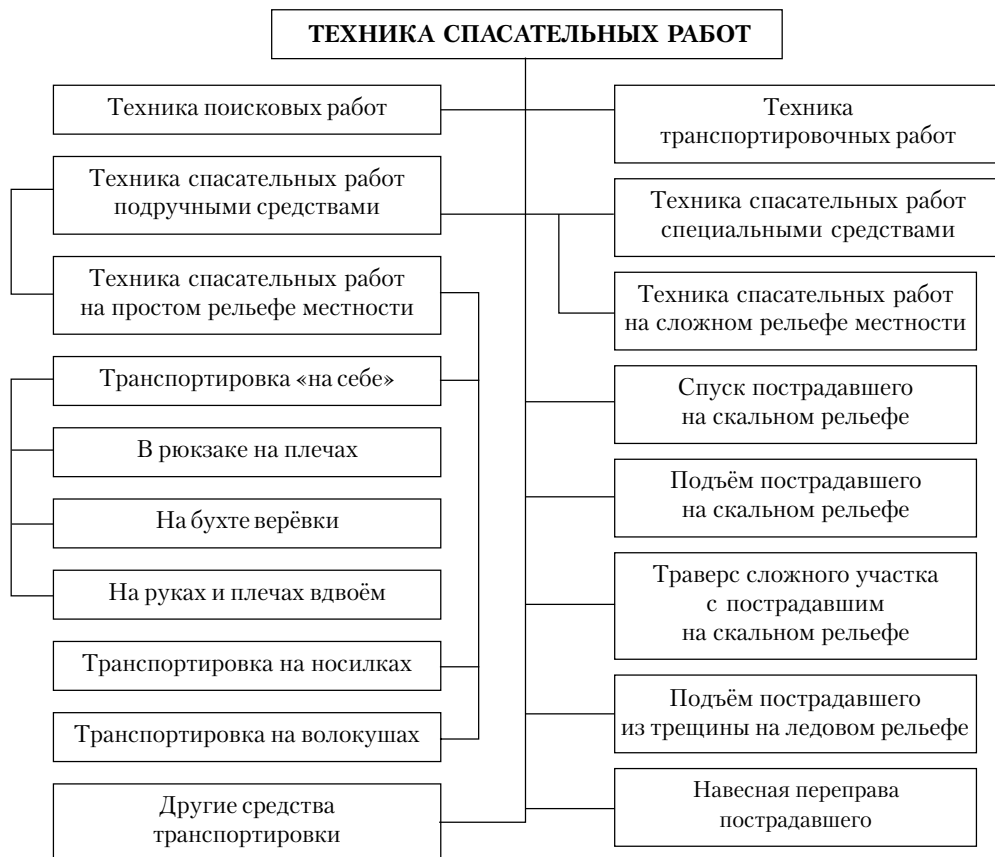 ТЕХНИКА СПАСАТЕЛЬНЫХ РАБОТ
Техника поисковых работ
Техника спасательных работ
подручными средствами
Техника спасательных работ
на простом рельефе местности
Транспортировка «на себе»
В рюкзаке на плечах
На бухте верёвки
На руках и плечах вдвоём
Транспортировка на носилках
Транспортировка на волокушах
Другие средства
транспортировки
Техника
транспортировочных работ
Техника спасательных работ
специальными средствами
Техника спасательных работ
на сложном рельефе местности
Спуск пострадавшего
на скальном рельефе
Подъём пострадавшего
на скальном рельефе
Траверс сложного участка
с пострадавшим
на скальном рельефе
Подъём пострадавшего
из трещины на ледовом рельефе
Навесная переправа
пострадавшего